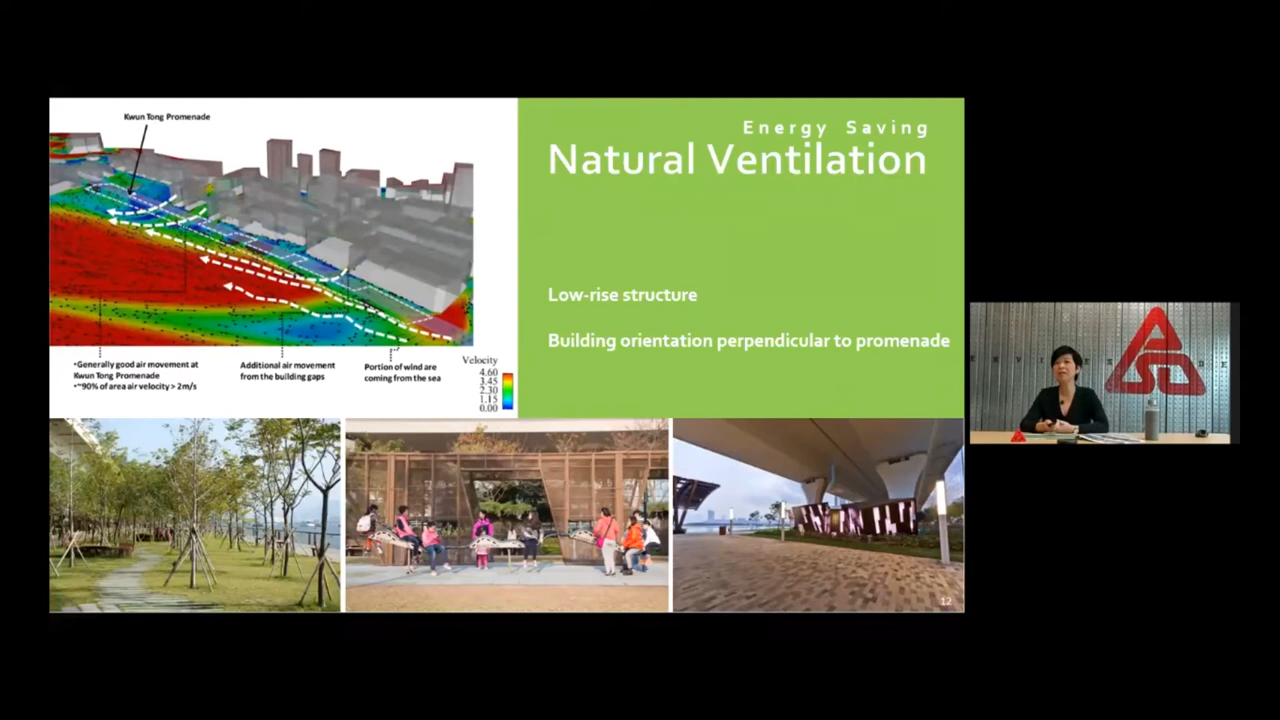 Kwun Tong Promenade
•Generally good air movement at
Kwun Tong Promenade
•~90% of area air velocity > 2m/s
Additional air movement
from the building gaps
Portion of wind are
coming from the sea
Velocity
4.60
3.45
2.30
1.15
0.00
Energy Saving
Natural Ventilation
Low-rise structure
Building orientation perpendicular to promenade
12